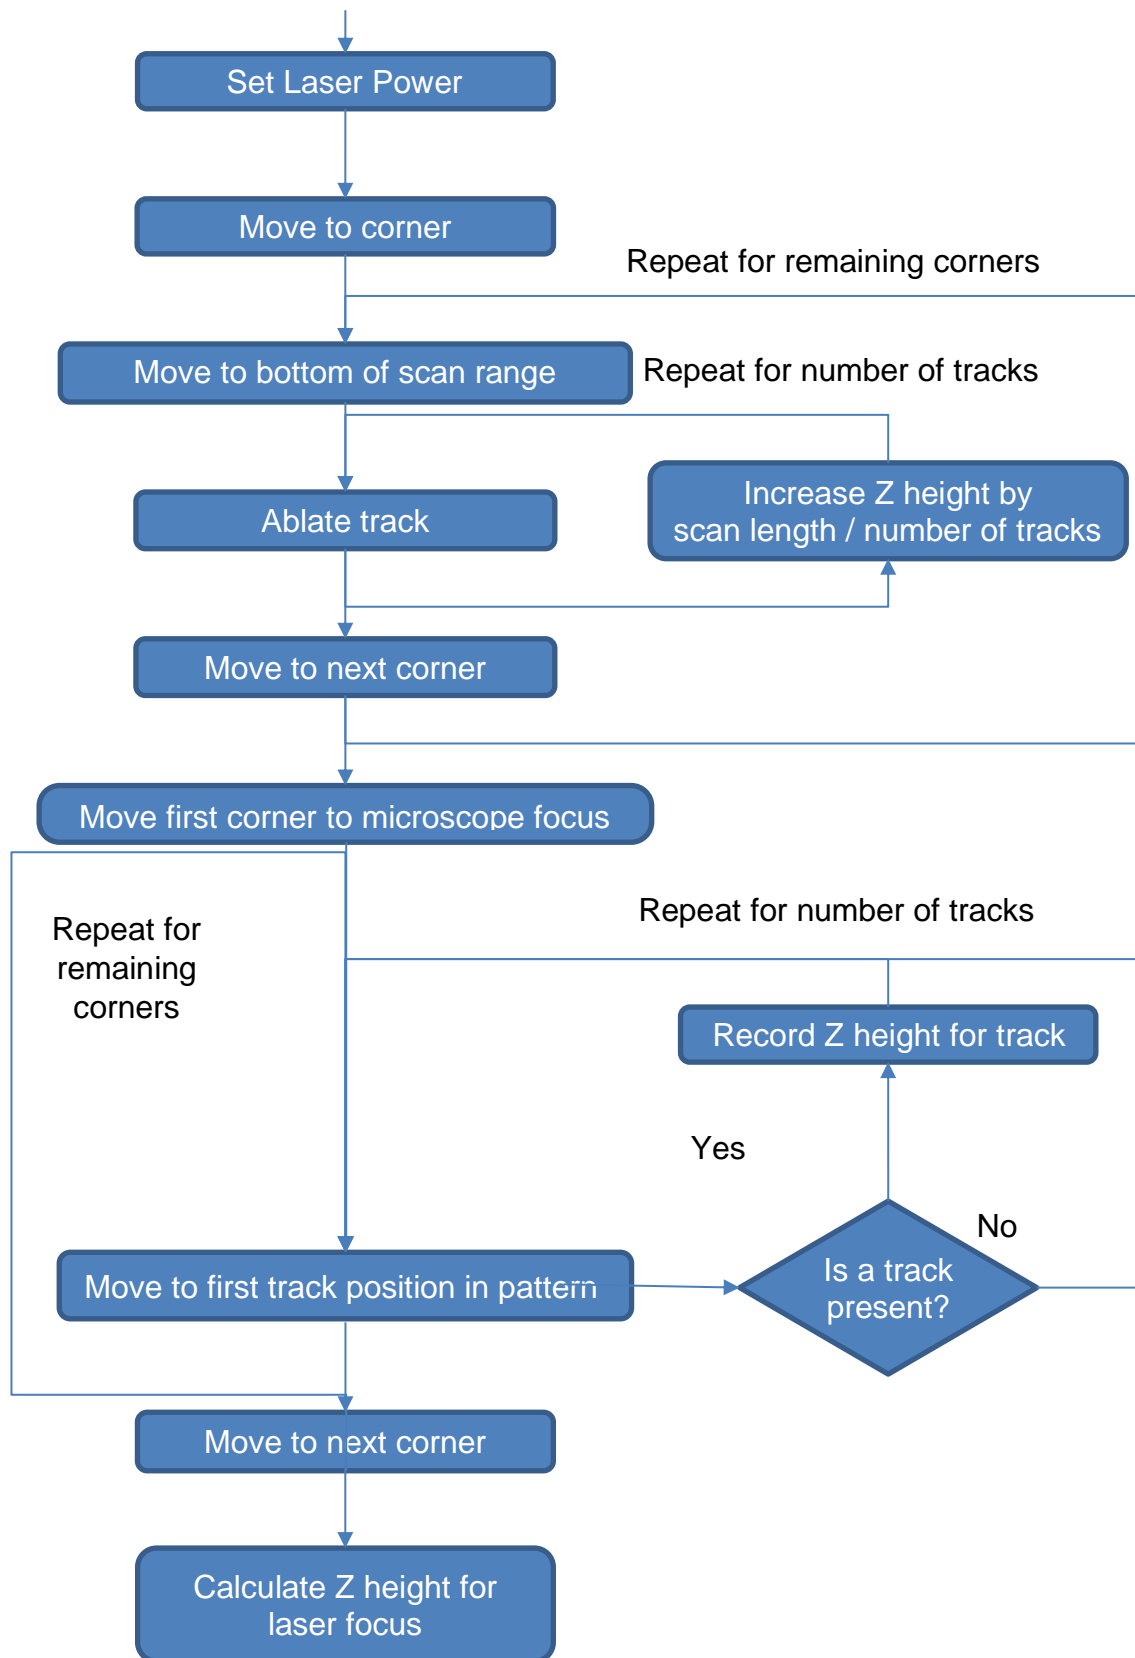 Set Laser Power
Move to corner
Repeat for remaining corners
Move to bottom of scan range
Repeat for number of tracks
Increase Z height by
scan length / number of tracks
Ablate track
Move to next corner
Move first corner to microscope focus
Repeat for number of tracks
Repeat for
remaining
corners
Record Z height for track
Yes
No
Is a track
present?
Move to first track position in pattern
Move to next corner
Calculate Z height for
laser focus